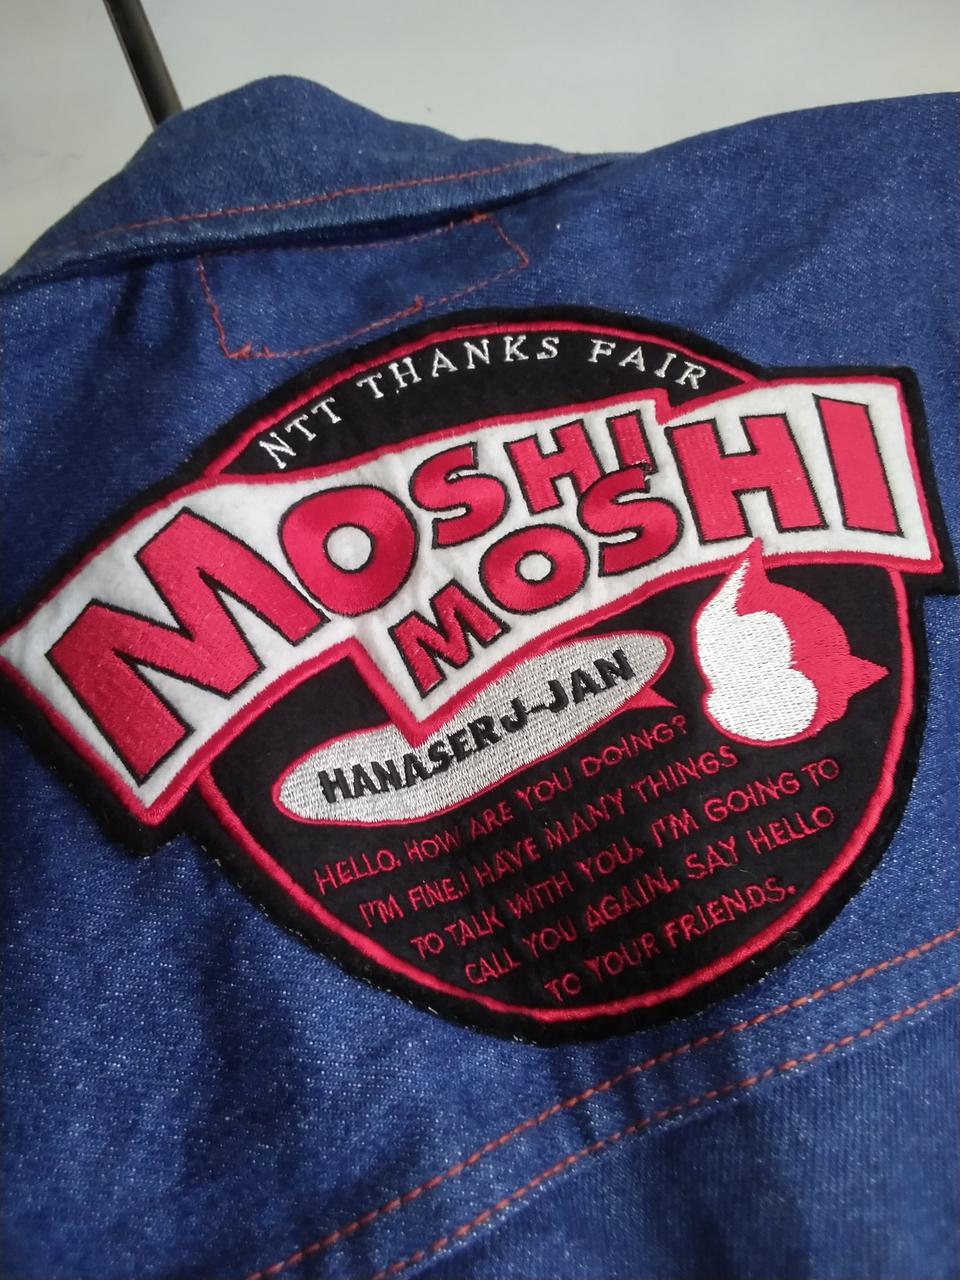 NTT THANKS FAIR
MOSHI
MOSHI
HANASERJ-JAN
HELLO. HOW ARE YOU DOING?
I'M FINE.I HAVE MANY THINGS
TO TALK WITH YOU. I'M GOING TO
CALL YOU AGAIN. SAY HELLO
TO YOUR FRIENDS.